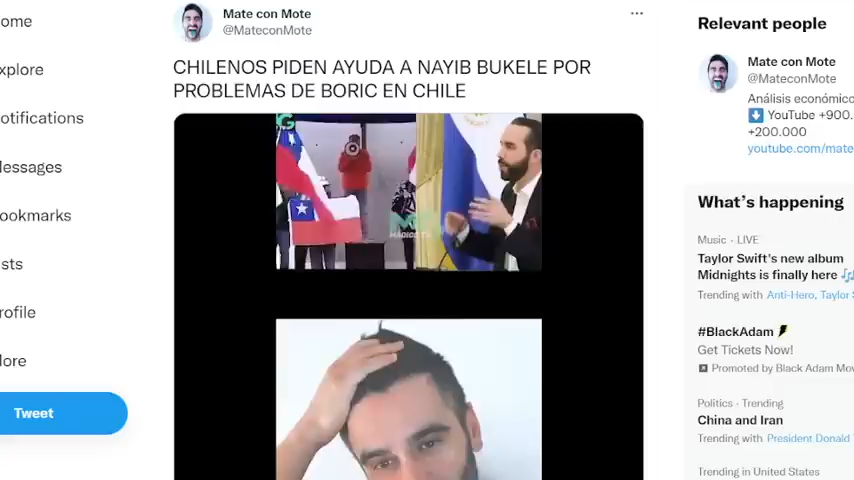 ome
xplore
otifications
lessages
ookmarks
sts
rofile
lore
Tweet
Mate con Mote
@MateconMote
CHILENOS PIDEN AYUDA A NAYIB BUKELE POR
PROBLEMAS DE BORIC EN CHILE
Relevant people
Mate con Mote
@MateconMote
Análisis económico
YouTube +900.
+200.000
youtube.com/mate
What's happening
Music · LIVE
Taylor Swift's new album
Midnights is finally here
Trending with Anti-Hero, Taylor S
#BlackAdam
Get Tickets Now!
Promoted by Black Adam Mov
Politics · Trending
China and Iran
Trending with President Donald
Trending in United States